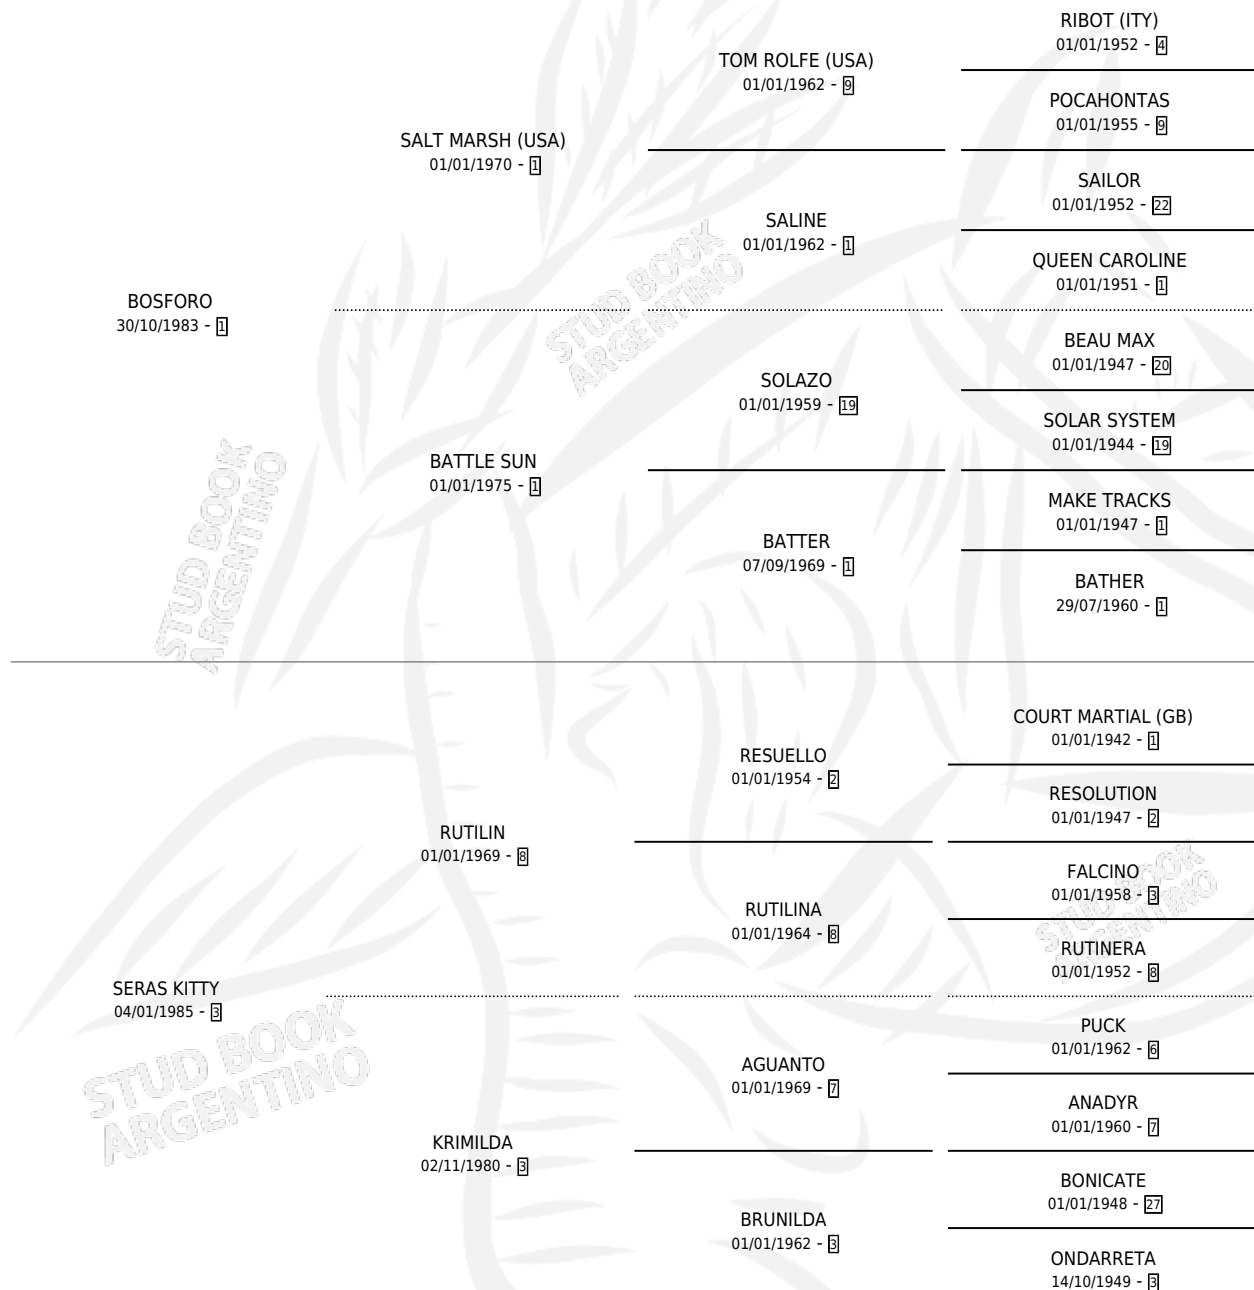 RIBOT (ITY)
01/01/1952 - 4
TOM ROLFE (USA)
01/01/1962 - 9
POCAHONTAS
01/01/1955 - 9
SALT MARSH (USA)
01/01/1970 - 1
SAILOR
01/01/1952 - 22
SALINE
01/01/1962 - 1
QUEEN CAROLINE
01/01/1951 - 1
STUD BOOK
ARGENTINO
BOSFORO
30/10/1983 - 1
BEAU MAX
01/01/1947 - 20
SOLAZO
01/01/1959 - 19
SOLAR SYSTEM
01/01/1944 - 19
BATTLE SUN
01/01/1975 - 1
MAKE TRACKS
01/01/1947 - 1
BATTER
07/09/1969 - 1
BATHER
29/07/1960 - 1
STUD BOOK
ARGENTINO
COURT MARTIAL (GB)
01/01/1942 - 1
RESUELLO
01/01/1954 - 2
RESOLUTION
01/01/1947 - 2
RUTILIN
01/01/1969 - 8
FALCINO
01/01/1958 - 3
RUTILINA
01/01/1964 - 8
RUTINERA
01/01/1952 - 8
STUD BOOK
ARGENTINO
SERAS KITTY
04/01/1985 - 3
STUD BOOK
ARGENTINO
PUCK
01/01/1962 - 6
AGUANTO
01/01/1969 - 7
ANADYR
01/01/1960 - 7
KRIMILDA
02/11/1980 - 3
BONICATE
01/01/1948 - 27
BRUNILDA
01/01/1962 - 3
ONDARRETA
14/10/1949 - 3